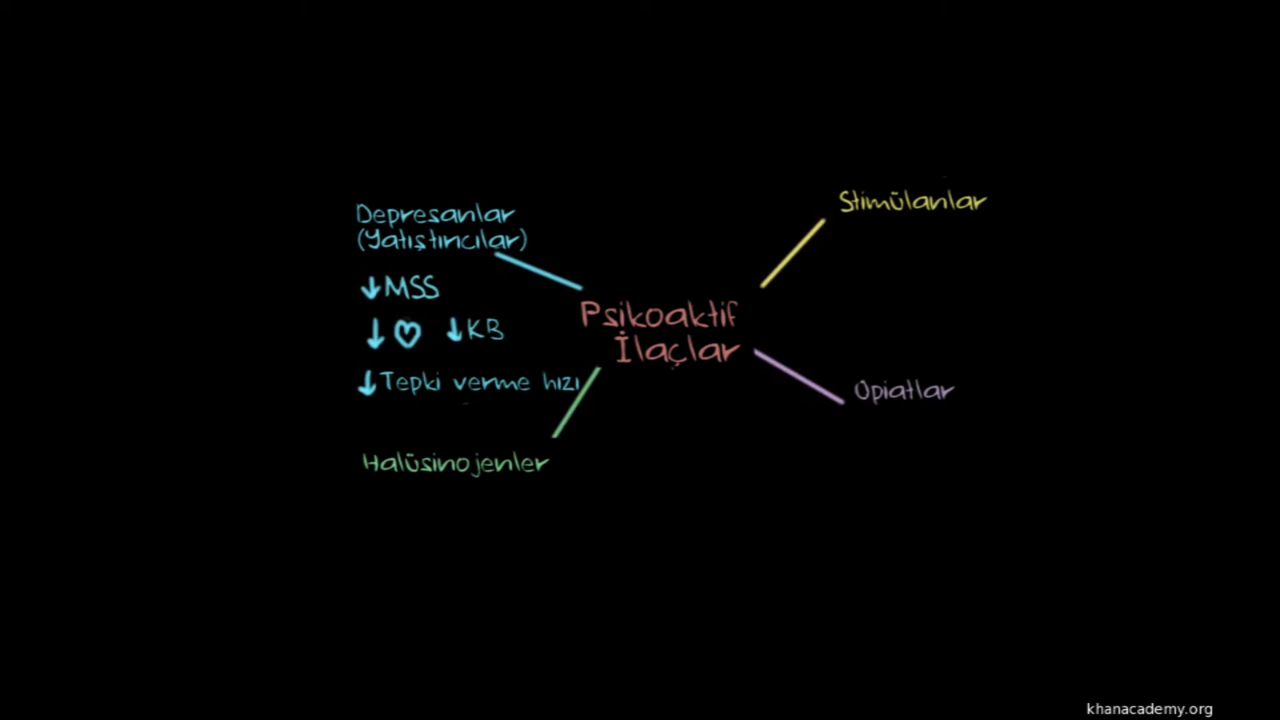 Depresanlar
(Yatıştırıcılar)
↓MSS
↓♡ ↓KB
↓Tepki verme hızı
Halüsinojenler
Psikoaktif
İlaçlar
Stimülanlar
Opiatlar
khanacademy.org